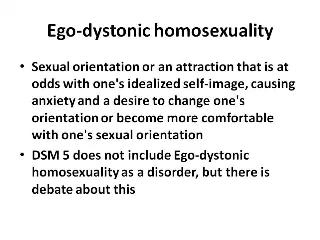 Ego-dystonic homosexuality
• Sexual orientation or an attraction that is at
odds with one's idealized self-image, causing
anxiety and a desire to change one's
orientation or become more comfortable
with one's sexual orientation
• DSM 5 does not include Ego-dystonic
homosexuality as a disorder, but there is
debate about this